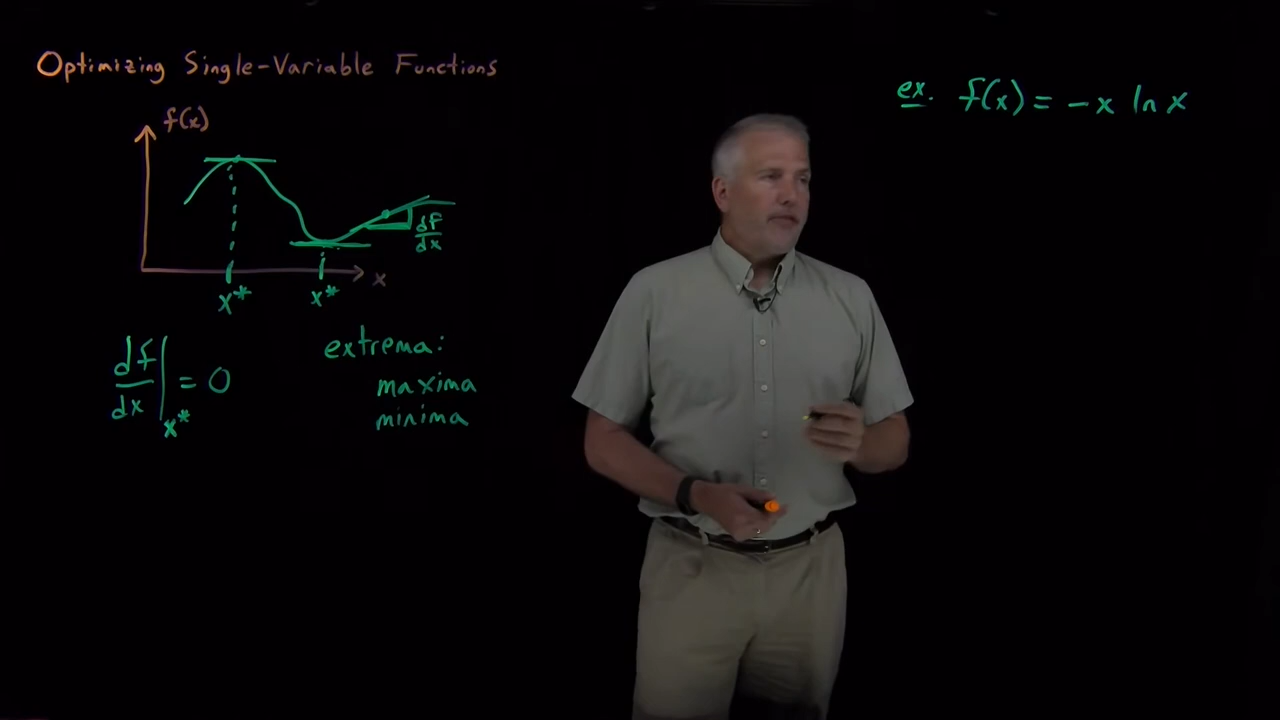 Optimizing Single-Variable Functions
f(x)
df
dx
x
x* x*
df
dx | x* = 0
extrema:
maxima
minima
ex. f(x) = -x ln x